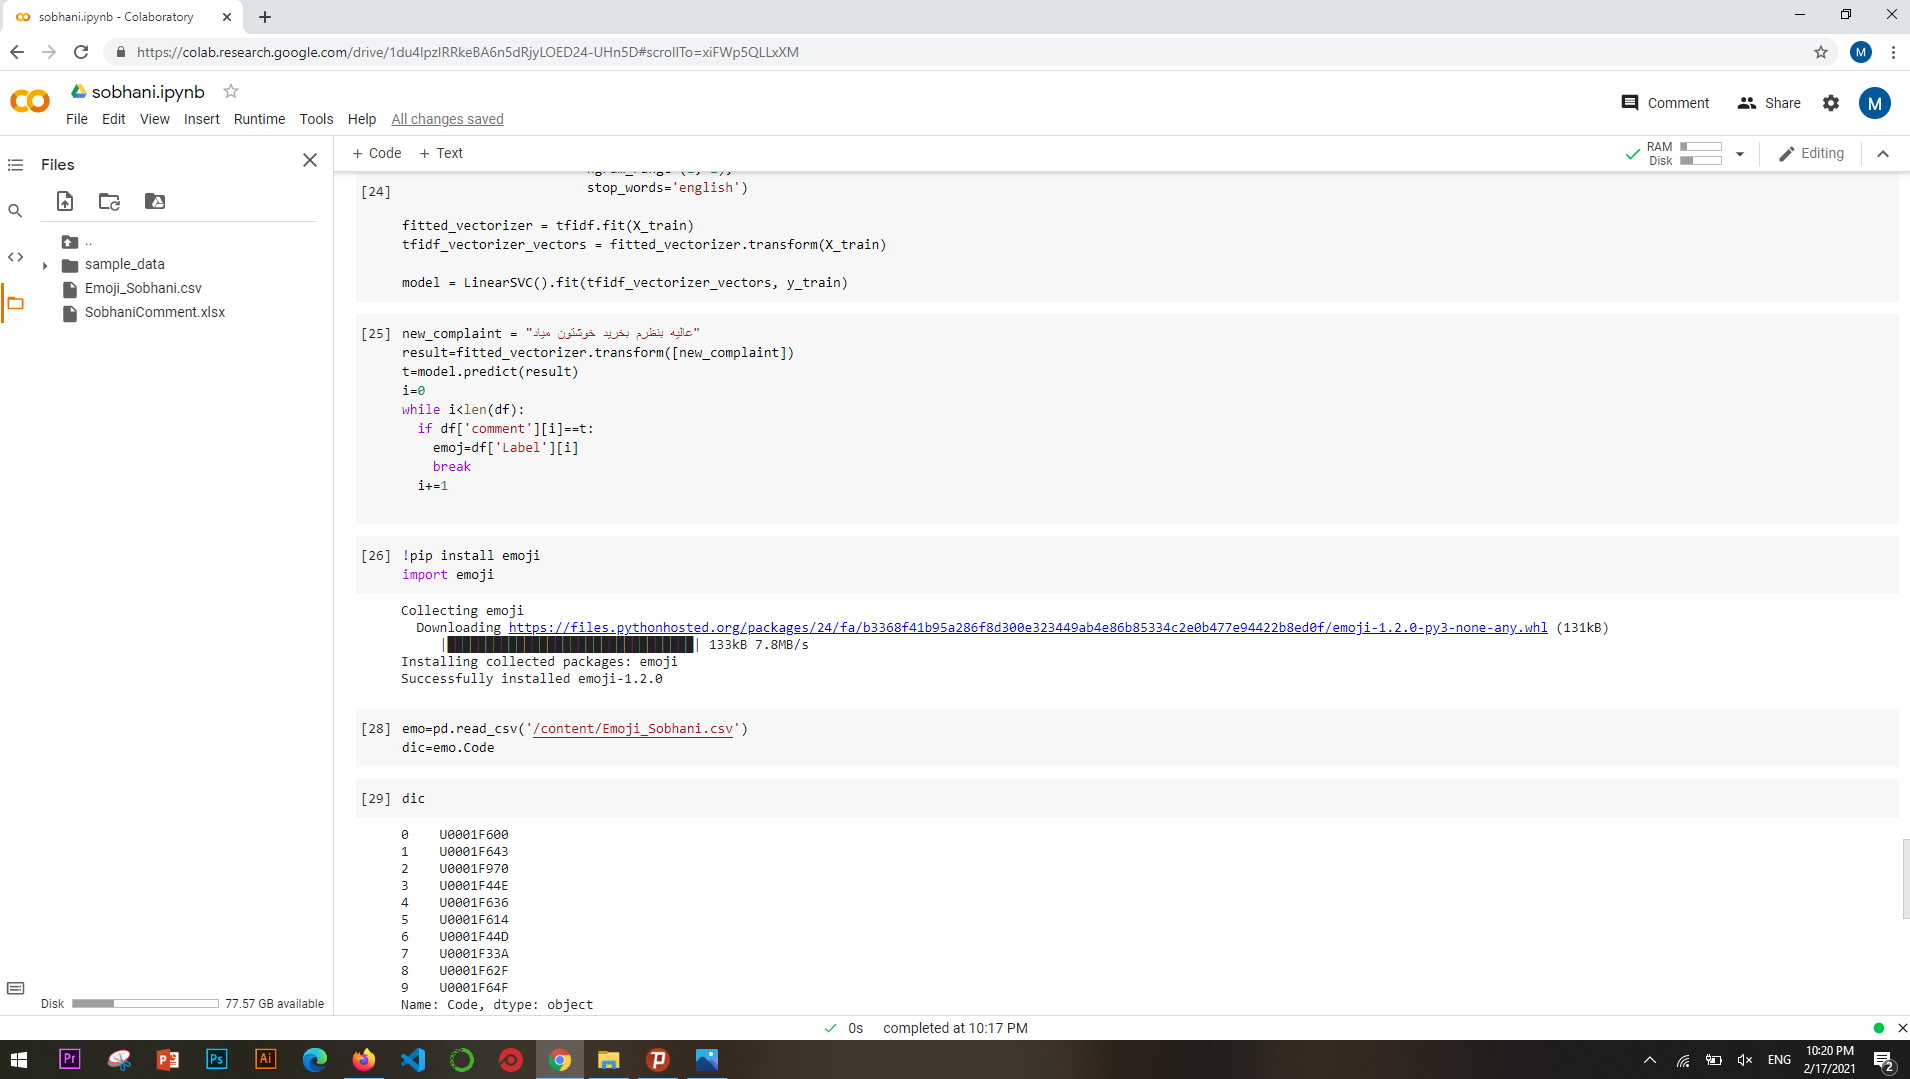 sobhani.ipynb - Colaboratory
https://colab.research.google.com/drive/1du4lpzlRRkeBA6n5dRjyLOED24-UHn5D#scrollTo=xiFWp5QLLxXM
M
sobhani.ipynb
File Edit View Insert Runtime Tools Help All changes saved
Comment Share M
Files
+ Code + Text
RAM
Disk
Editing
..
sample_data
Emoji_Sobhani.csv
SobhaniComment.xlsx
Disk 77.57 GB available
[24]
stop_words='english')
fitted_vectorizer = tfidf.fit(X_train)
tfidf_vectorizer_vectors = fitted_vectorizer.transform(X_train)
model = LinearSVC().fit(tfidf_vectorizer_vectors, y_train)
[25] new_complaint = "عالیه بنظرم بخرید خوشتون میاد"
result=fitted_vectorizer.transform([new_complaint])
t=model.predict(result)
i=0
while i<len(df):
if df['comment'][i]==t:
emoj=df['Label'][i]
break
i+=1
[26] !pip install emoji
import emoji
Collecting emoji
Downloading https://files.pythonhosted.org/packages/24/fa/b3368f41b95a286f8d300e323449ab4e86b85334c2e0b477e94422b8ed0f/emoji-1.2.0-py3-none-any.whl (131kB)
133kB 7.8MB/s
Installing collected packages: emoji
Successfully installed emoji-1.2.0
[28] emo=pd.read_csv('/content/Emoji_Sobhani.csv')
dic=emo.Code
[29] dic
0 U0001F600
1 U0001F643
2 U0001F970
3 U0001F44E
4 U0001F636
5 U0001F614
6 U0001F44D
7 U0001F33A
8 U0001F62F
9 U0001F64F
Name: Code, dtype: object
0s completed at 10:17 PM
Pr Ps Ai
ENG
10:20 PM
2/17/2021
2